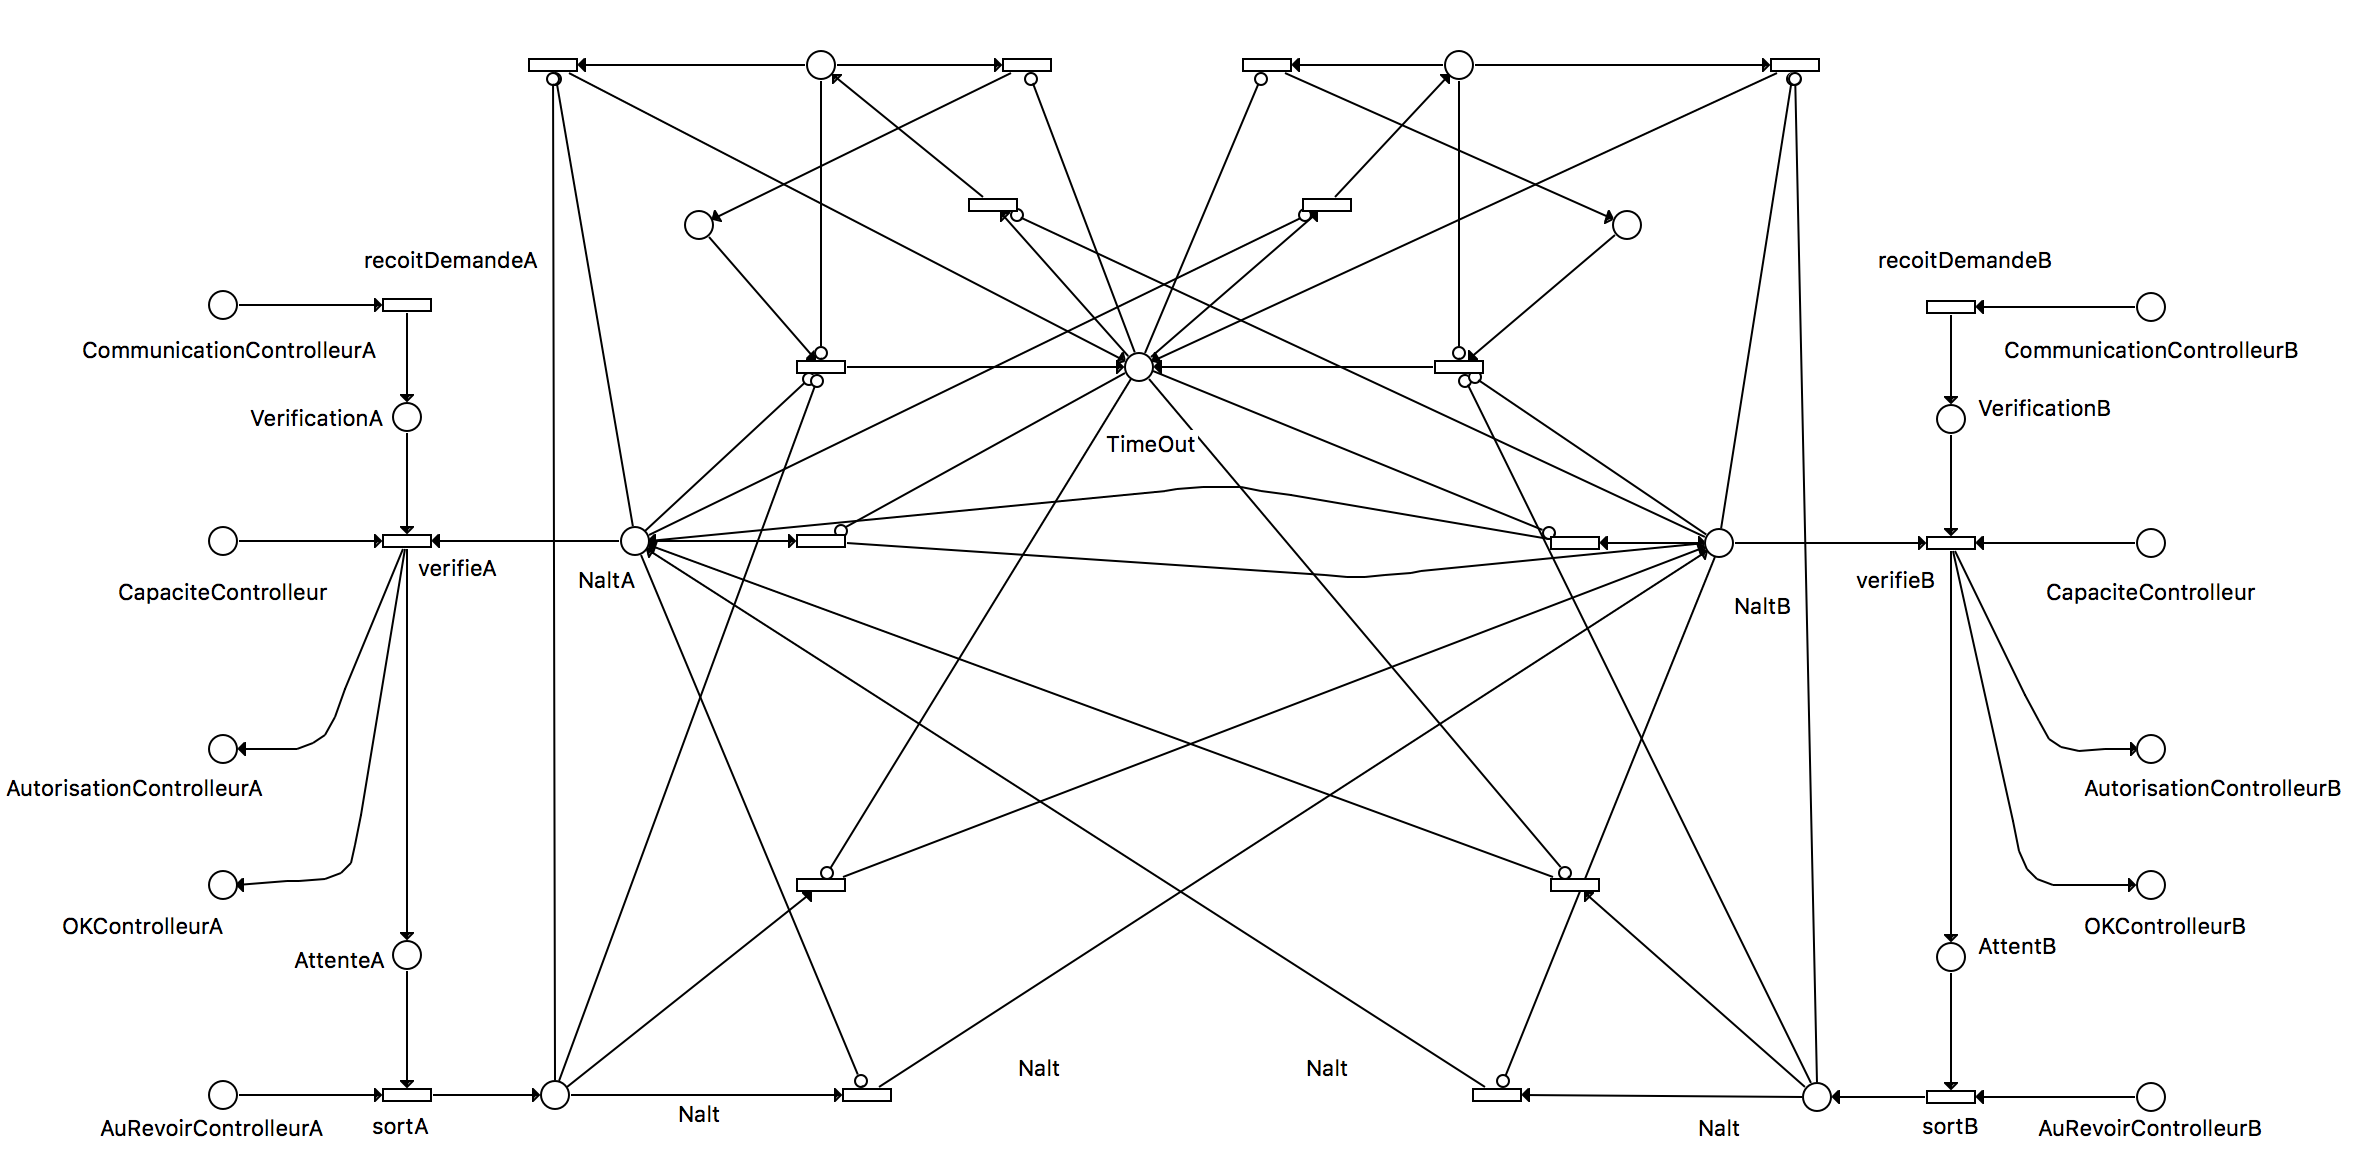 recoitDemandeA
recoitDemandeB
CommunicationControlleurA
CommunicationControlleurB
VerificationA
VerificationB
TimeOut
verifieA
NaltA
verifieB
CapaciteControlleur
CapaciteControlleur
NaltB
AutorisationControlleurA
AutorisationControlleurB
OKControlleurA
OKControlleurB
AttenteA
AttentB
Nalt
Nalt
Nalt
AuRevoirControlleurA
sortA
Nalt
sortB
AuRevoirControlleurB